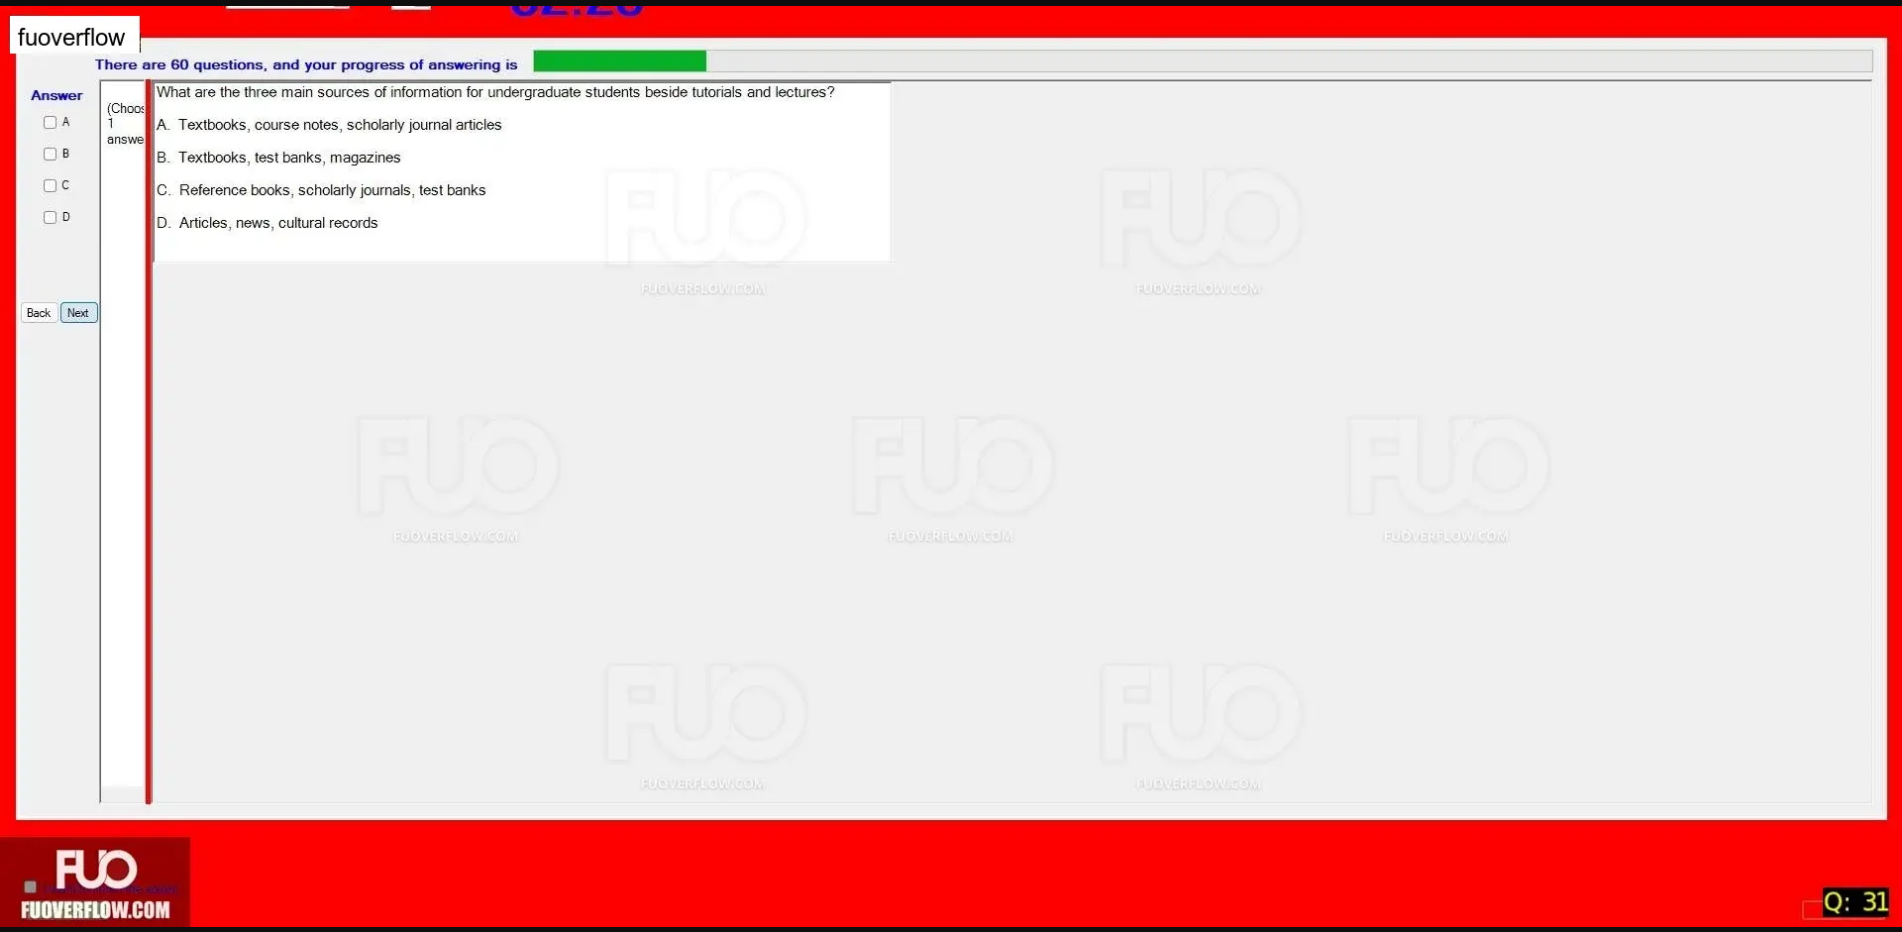 fuoverflow
There are 60 questions, and your progress of answering is
Answer
A
B
C
D
Back
Next
(Choos
1
answe
What are the three main sources of information for undergraduate students beside tutorials and lectures?
A. Textbooks, course notes, scholarly journal articles
B. Textbooks, test banks, magazines
C. Reference books, scholarly journals, test banks
D. Articles, news, cultural records
FUO
FUOVERFLOW.COM
FUO
FUOVERFLOW.COM
FUO
FUOVERFLOW.COM
FUO
FUOVERFLOW.COM
FUO
FUOVERFLOW.COM
FUO
FUOVERFLOW.COM
FUO
FUOVERFLOW.COM
FUO
FUOVERFLOW.COM
Q: 31